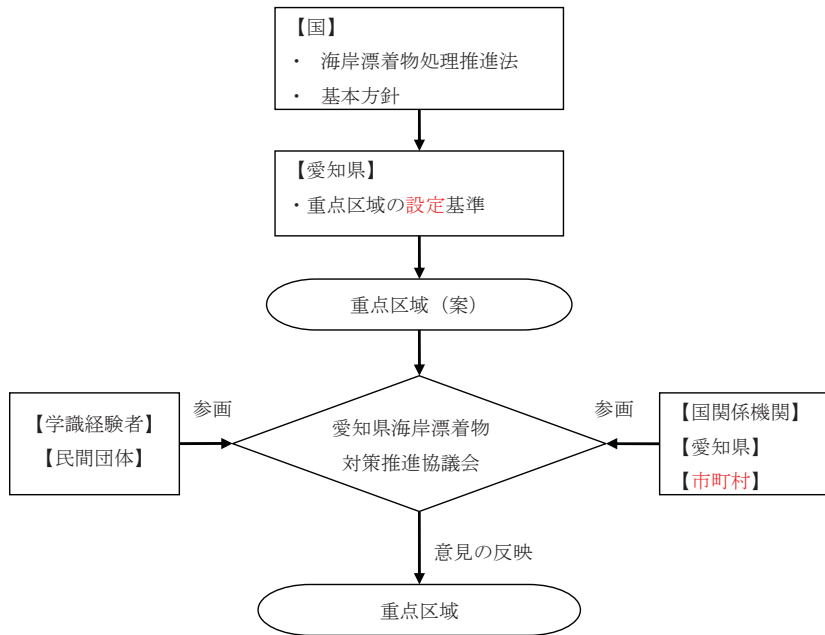 【国】
・ 海岸漂着物処理推進法
・ 基本方針
【愛知県】
・重点区域の設定基準
重点区域（案）
参画
【学識経験者】
【民間団体】
愛知県海岸漂着物
対策推進協議会
参画
【国関係機関】
【愛知県】
【市町村】
意見の反映
重点区域